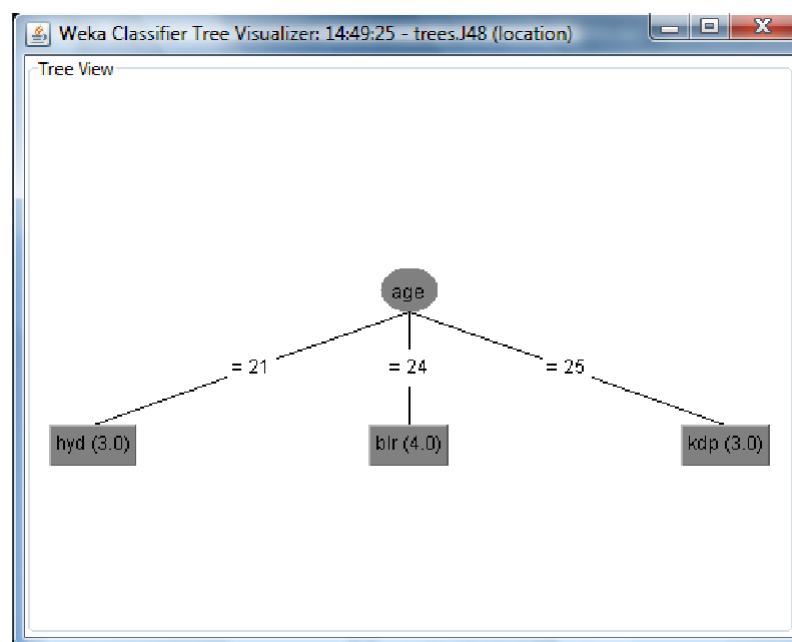 Weka Classifier Tree Visualizer: 14:49:25 - trees.J48 (location)
Tree View
age
= 21
= 24
= 25
hyd (3.0)
blr (4.0)
kdp (3.0)